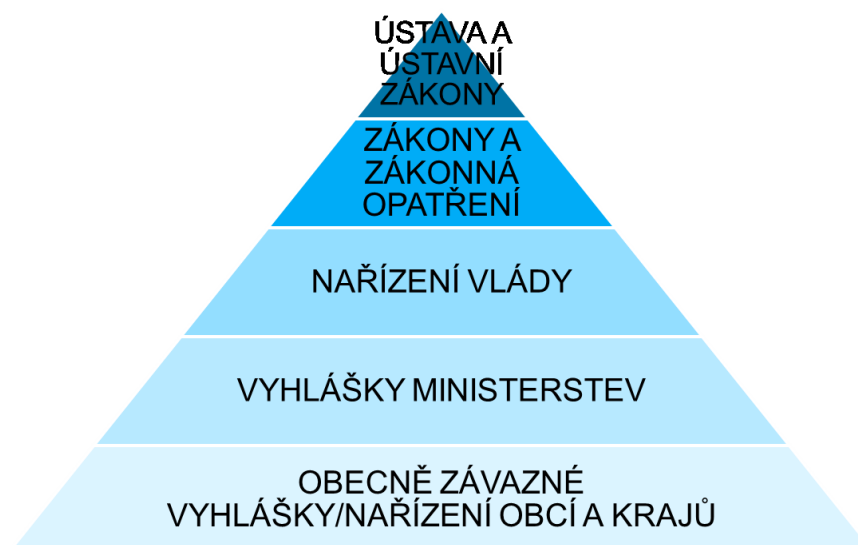 ÚSTAVA A
ÚSTAVNÍ
ZÁKONY
ZÁKONY A
ZÁKONNÁ
OPATŘENÍ
NAŘÍZENÍ VLÁDY
VYHLÁŠKY MINISTERSTEV
OBECNĚ ZÁVAZNÉ
VYHLÁŠKY/NAŘÍZENÍ OBCÍ A KRAJŮ